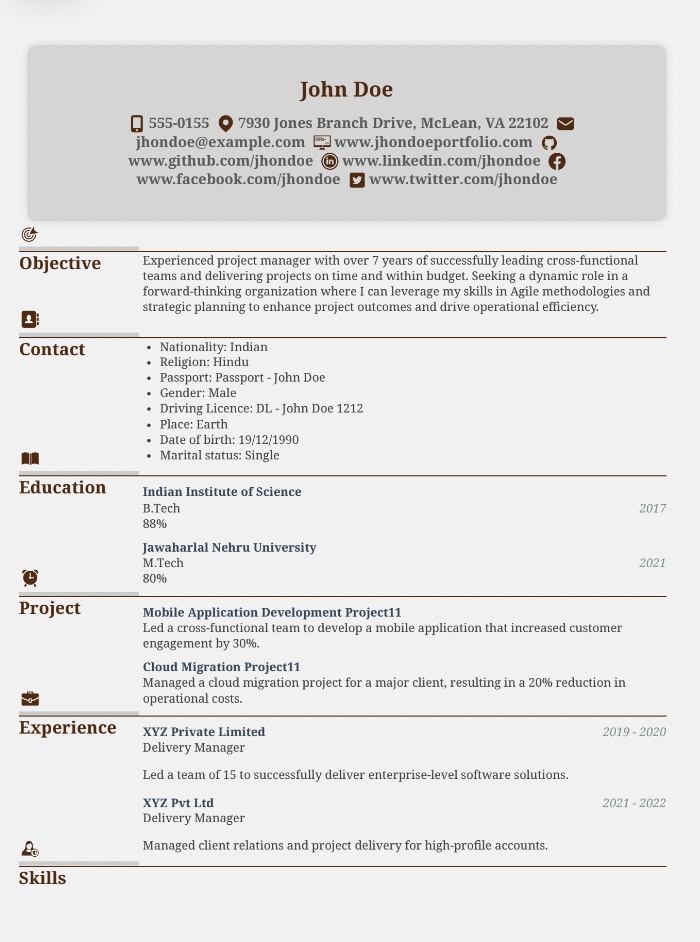 John Doe
555-0155 7930 Jones Branch Drive, McLean, VA 22102
jhondoe@example.com www.jhondoeportfolio.com
www.github.com/jhondoe www.linkedin.com/jhondoe
www.facebook.com/jhondoe www.twitter.com/jhondoe
Objective
Experienced project manager with over 7 years of successfully leading cross-functional
teams and delivering projects on time and within budget. Seeking a dynamic role in a
forward-thinking organization where I can leverage my skills in Agile methodologies and
strategic planning to enhance project outcomes and drive operational efficiency.
Contact
• Nationality: Indian
• Religion: Hindu
• Passport: Passport - John Doe
• Gender: Male
• Driving Licence: DL - John Doe 1212
• Place: Earth
• Date of birth: 19/12/1990
• Marital status: Single
Education
Indian Institute of Science
B.Tech 2017
88%
Jawaharlal Nehru University
M.Tech 2021
80%
Project
Mobile Application Development Project11
Led a cross-functional team to develop a mobile application that increased customer
engagement by 30%.
Cloud Migration Project11
Managed a cloud migration project for a major client, resulting in a 20% reduction in
operational costs.
Experience
XYZ Private Limited 2019 - 2020
Delivery Manager
Led a team of 15 to successfully deliver enterprise-level software solutions.
XYZ Pvt Ltd 2021 - 2022
Delivery Manager
Managed client relations and project delivery for high-profile accounts.
Skills